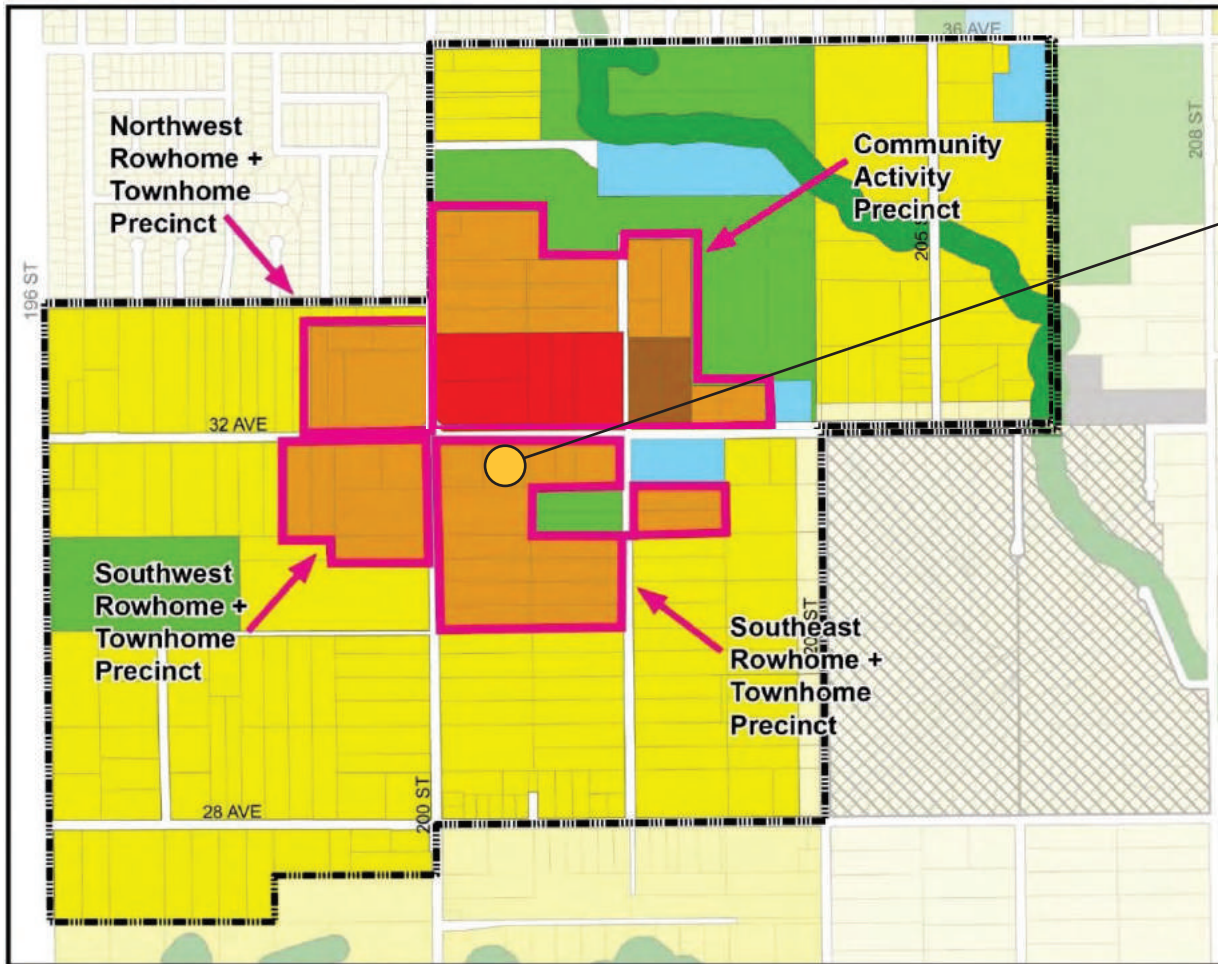 36 AVE
Northwest
Rowhome +
Townhome
Precinct
Community
Activity
Precinct
208 ST
196 ST
32 AVE
Southwest
Rowhome +
Townhome
Precinct
Southeast
Rowhome +
Townhome
Precinct
200 ST
28 AVE